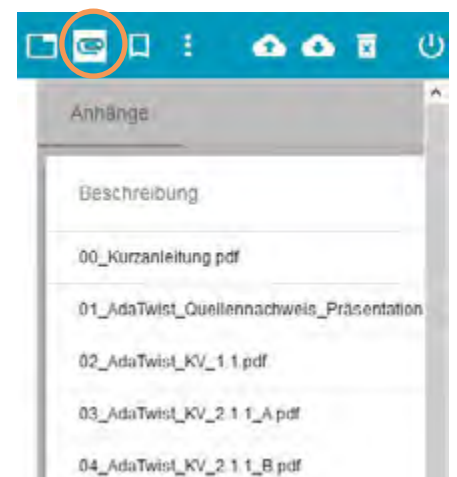 Anhänge
Beschreibung
00_Kurzanleitung.pdf
01_AdaTwist_Quellennachweis_Präsentation
02_AdaTwist_KV_1.1.pdf
03_AdaTwist_KV_2.1.1_A.pdf
04_AdaTwist_KV_2.1.1_B.pdf